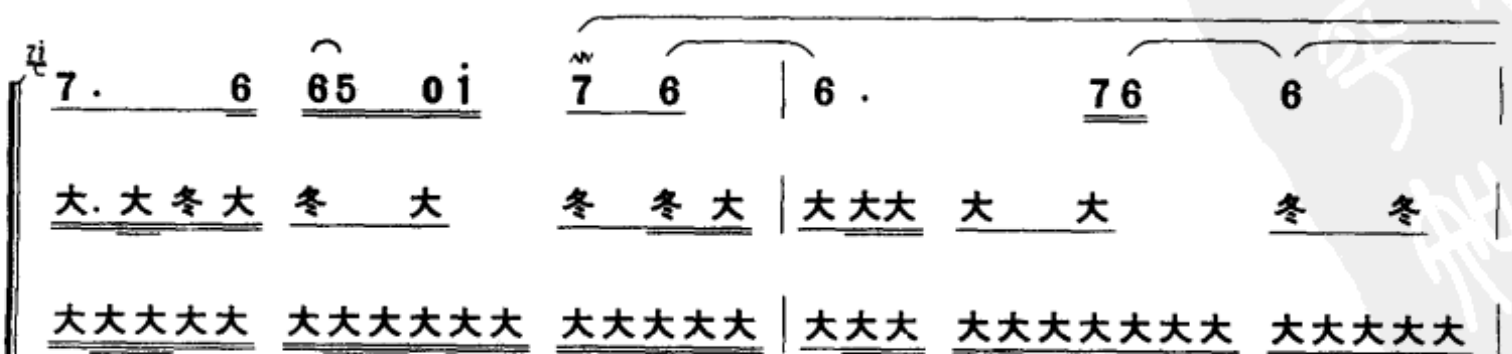 7i
7. 6 65 0i 7 6 | 6. 76 6 |
大. 大冬大 冬 大 冬 冬大 | 大大大 大 大 冬 冬 |
大大大大大 大大大大大大 大大大大大 | 大大大 大大大大大大大 大大大大大 |